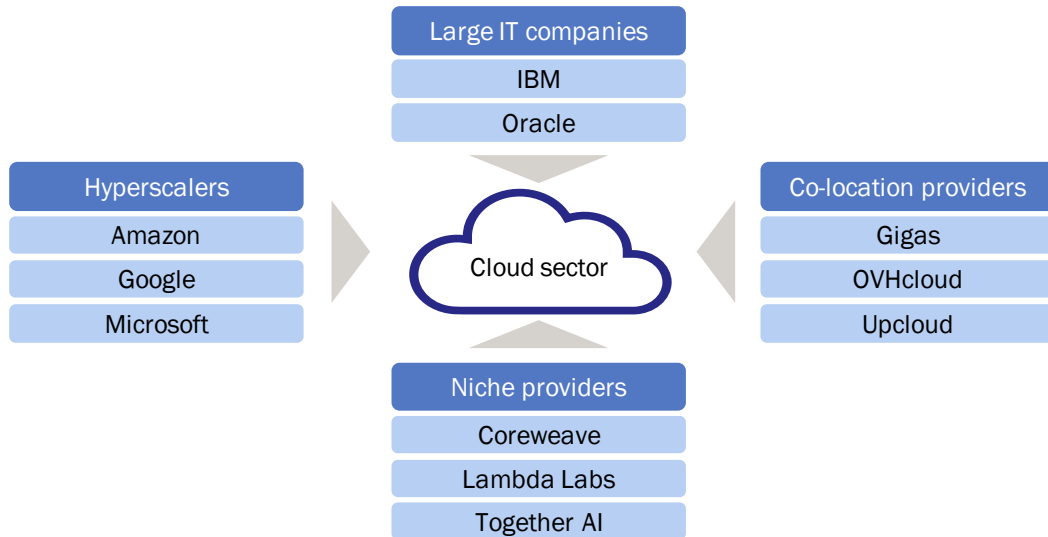 Large IT companies
IBM
Oracle
Hyperscalers
Amazon
Google
Microsoft
Cloud sector
Co-location providers
Gigas
OVHcloud
Upcloud
Niche providers
Coreweave
Lambda Labs
Together AI